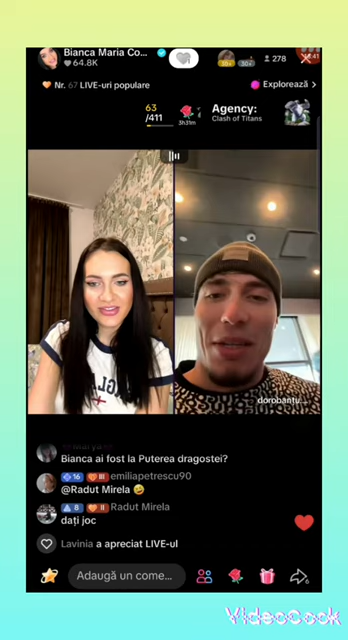 Bianca Maria Co...
64.8K
278
Nr. 67 LIVE-uri populare
Explorează >
63
/411
3h31m
Agency:
Clash of Titans
dorobantu...
Bianca ai fost la Puterea dragostei?
16 III emiliapetrescu90
@Radut Mirela 🤣
8 II Radut Mirela
dați joc
Lavinia a apreciat LIVE-ul
Adaugă un come...
VideoCook